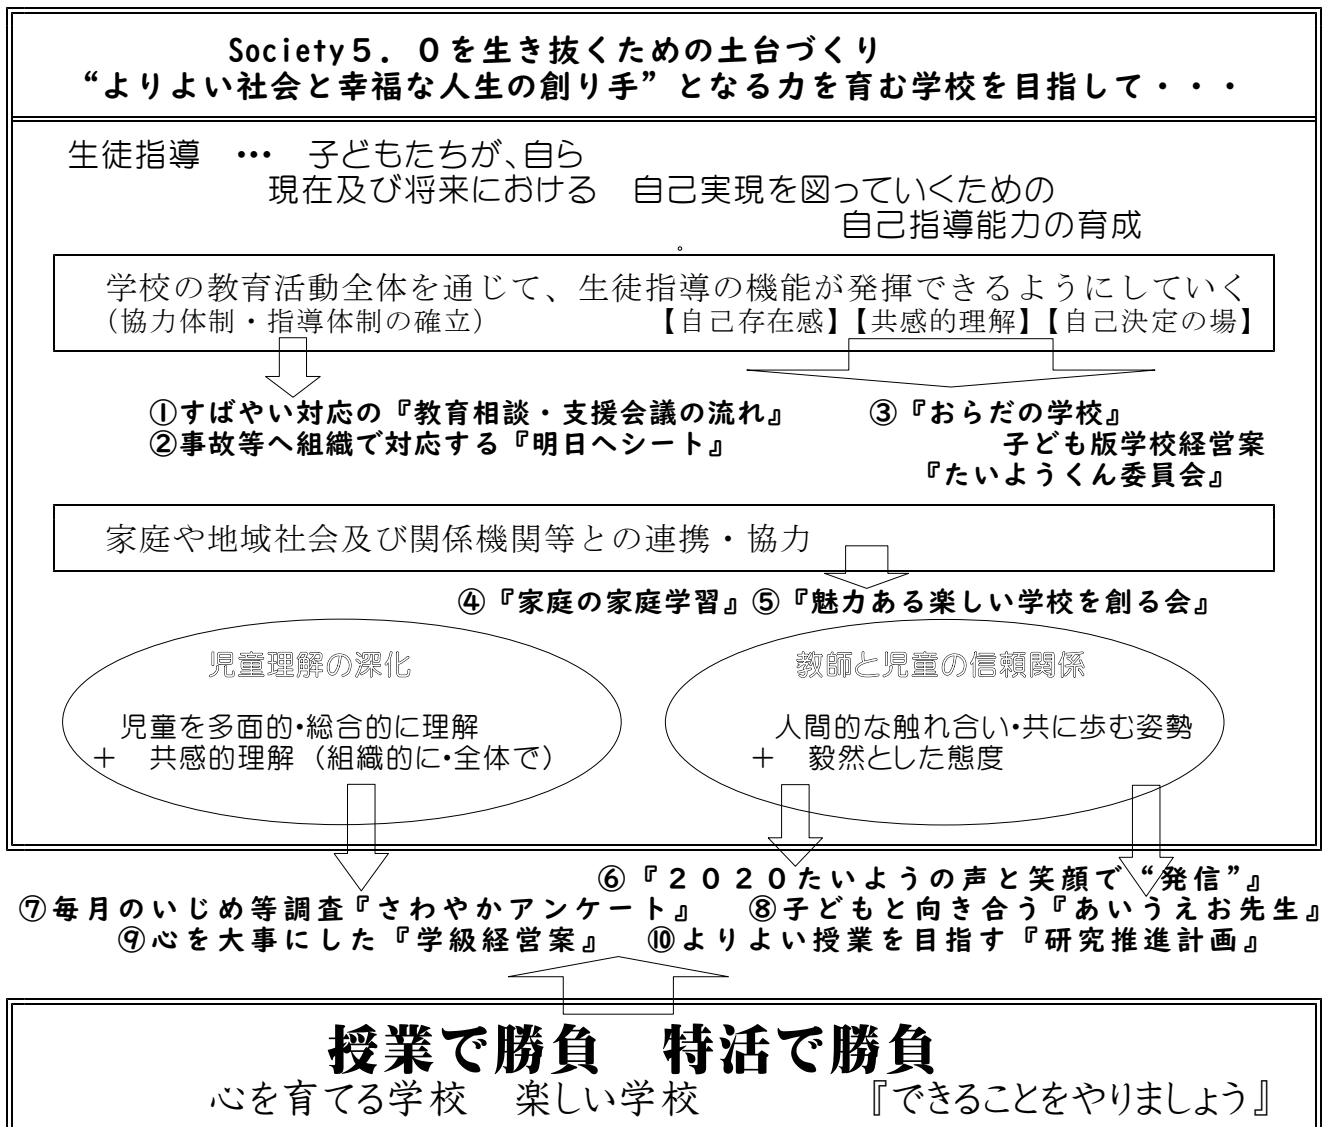 Society５．０を生き抜くための土台づくり
“よりよい社会と幸福な人生の創り手”となる力を育む学校を目指して・・・
生徒指導　…　子どもたちが、自ら
現在及び将来における　自己実現を図っていくための
自己指導能力の育成
。
学校の教育活動全体を通じて、生徒指導の機能が発揮できるようにしていく
（協力体制・指導体制の確立）　【自己存在感】【共感的理解】【自己決定の場】
①すばやい対応の『教育相談・支援会議の流れ』　③『おらだの学校』
②事故等へ組織で対応する『明日へシート』　子ども版学校経営案
『たいようくん委員会』
家庭や地域社会及び関係機関等との連携・協力
④『家庭の家庭学習』⑤『魅力ある楽しい学校を創る会』
児童理解の深化
児童を多面的・総合的に理解
＋　共感的理解（組織的に・全体で）
教師と児童の信頼関係
人間的な触れ合い・共に歩む姿勢
＋　毅然とした態度
⑥『２０２０たいようの声と笑顔で“発信”』
⑦毎月のいじめ等調査『さわやかアンケート』　⑧子どもと向き合う『あいうえお先生』
⑨心を大事にした『学級経営案』　⑩よりよい授業を目指す『研究推進計画』
授業で勝負　特活で勝負
心を育てる学校　楽しい学校　『できることをやりましょう』